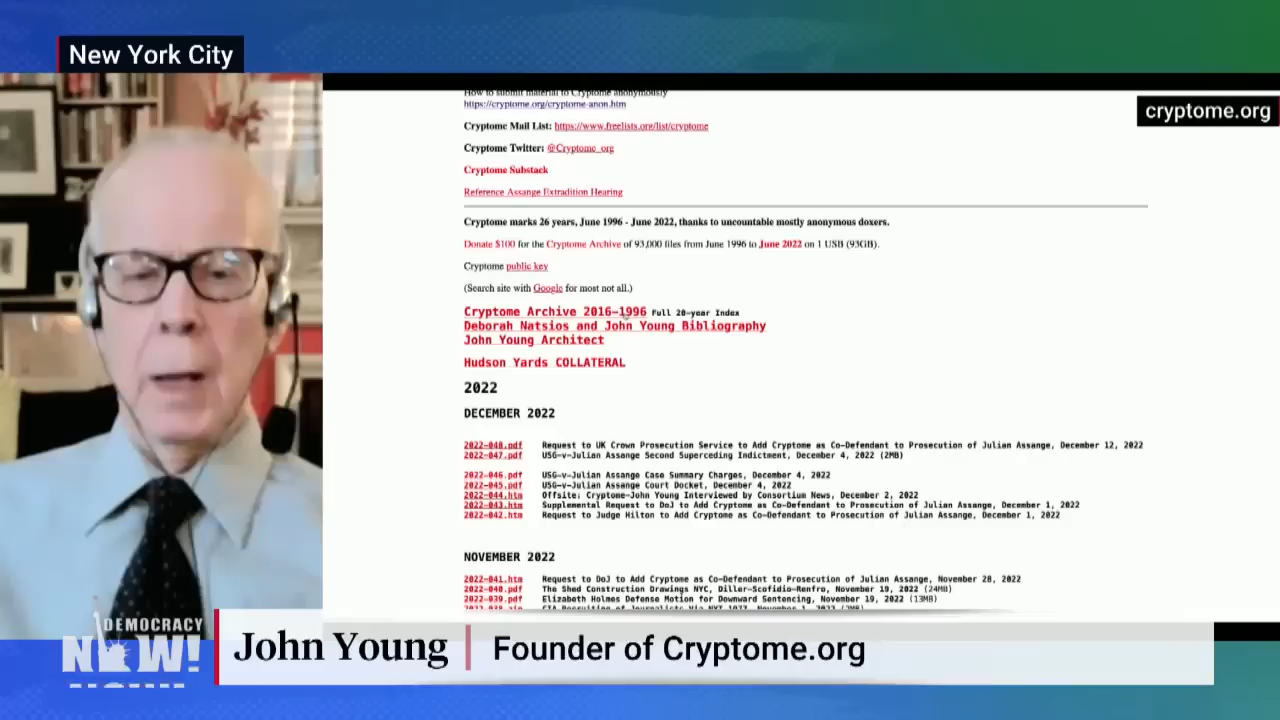 New York City
cryptome.org
How to submit material to Cryptome anonymously
https://cryptome.org/cryptome-anon.htm
Cryptome Mail List: https://www.freelists.org/list/cryptome
Cryptome Twitter: @Cryptome_org
Cryptome Substack
Reference Assange Extradition Hearing
Cryptome marks 26 years, June 1996 - June 2022, thanks to uncountable mostly anonymous doxers.
Donate $100 for the Cryptome Archive of 93,000 files from June 1996 to June 2022 on 1 USB (93GB).
Cryptome public key
(Search site with Google for most not all.)
Cryptome Archive 2016-1996 Full 20-year Index
Deborah Natsios and John Young Bibliography
John Young Architect
Hudson Yards COLLATERAL
2022
DECEMBER 2022
2022-048.pdf Request to UK Crown Prosecution Service to Add Cryptome as Co-Defendant to Prosecution of Julian Assange, December 12, 2022
2022-047.pdf USG-v-Julian Assange Second Superceding Indictment, December 4, 2022 (2MB)
2022-046.pdf USG-v-Julian Assange Case Summary Charges, December 4, 2022
2022-045.pdf USG-v-Julian Assange Court Docket, December 4, 2022
2022-044.htm Offsite: Cryptome-John Young Interviewed by Consortium News, December 2, 2022
2022-043.htm Supplemental Request to DoJ to Add Cryptome as Co-Defendant to Prosecution of Julian Assange, December 1, 2022
2022-042.htm Request to Judge Hilton to Add Cryptome as Co-Defendant to Prosecution of Julian Assange, December 1, 2022
NOVEMBER 2022
2022-041.htm Request to DoJ to Add Cryptome as Co-Defendant to Prosecution of Julian Assange, November 28, 2022
2022-040.pdf The Shed Construction Drawings NYC, Diller-Scofidio-Renfro, November 19, 2022 (24MB)
2022-039.pdf Elizabeth Holmes Defense Motion for Downward Sentencing, November 19, 2022 (13MB)
2022-038.zip CIA Recruiting of Journalists Via NYT 1977, November 1, 2022
DEMOCRACY
NOW!
John Young
Founder of Cryptome.org